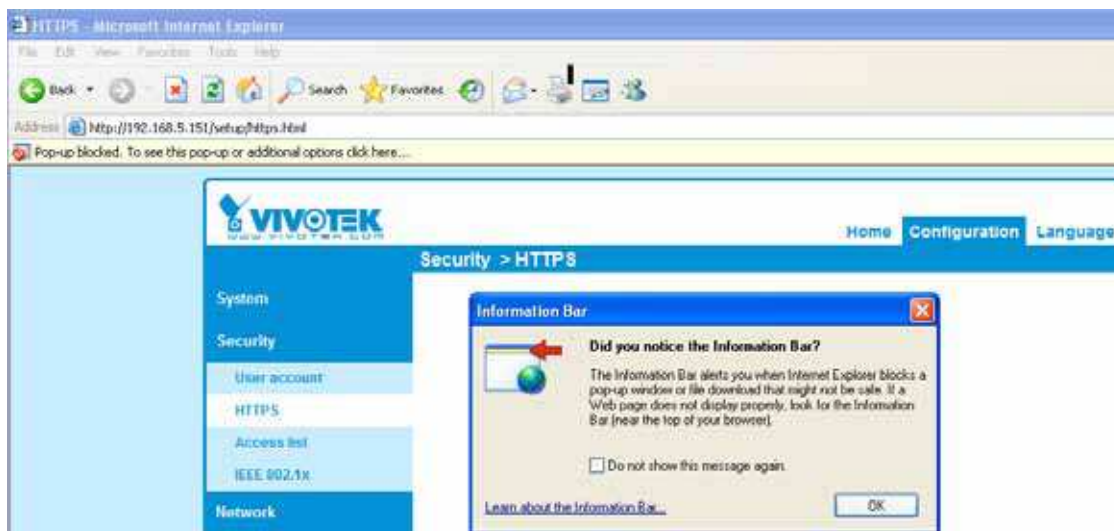 HTTPS - Microsoft Internet Explorer
File Edit View Favorites Tools Help
Back Search Favorites
Address http://192.168.5.151/setup/https.html
Pop-up blocked. To see this pop-up or additional options click here...
VIVOTEK
WWW.VIVOTEK.COM
Home Configuration Language
Security > HTTPS
System
Security
User account
HTTPS
Access list
IEEE 802.1x
Network
Information Bar
Did you notice the Information Bar?
The Information Bar alerts you when Internet Explorer blocks a
pop-up window or file download that might not be safe. If a
Web page does not display properly, look for the Information
Bar (near the top of your browser).
Do not show this message again.
Learn about the Information Bar...
OK